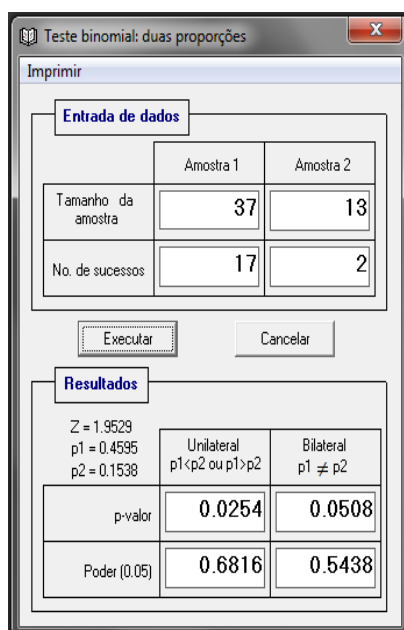 Teste binomial: duas proporções
X
Imprimir
Entrada de dados
Amostra 1 Amostra 2
Tamanho da
amostra
37 13
No. de sucessos 17 2
Executar Cancelar
Resultados
Z = 1.9529
p1 = 0.4595
p2 = 0.1538
Unilateral
p1<p2 ou p1>p2
Bilateral
p1 ≠ p2
p-valor 0.0254 0.0508
Poder (0.05) 0.6816 0.5438